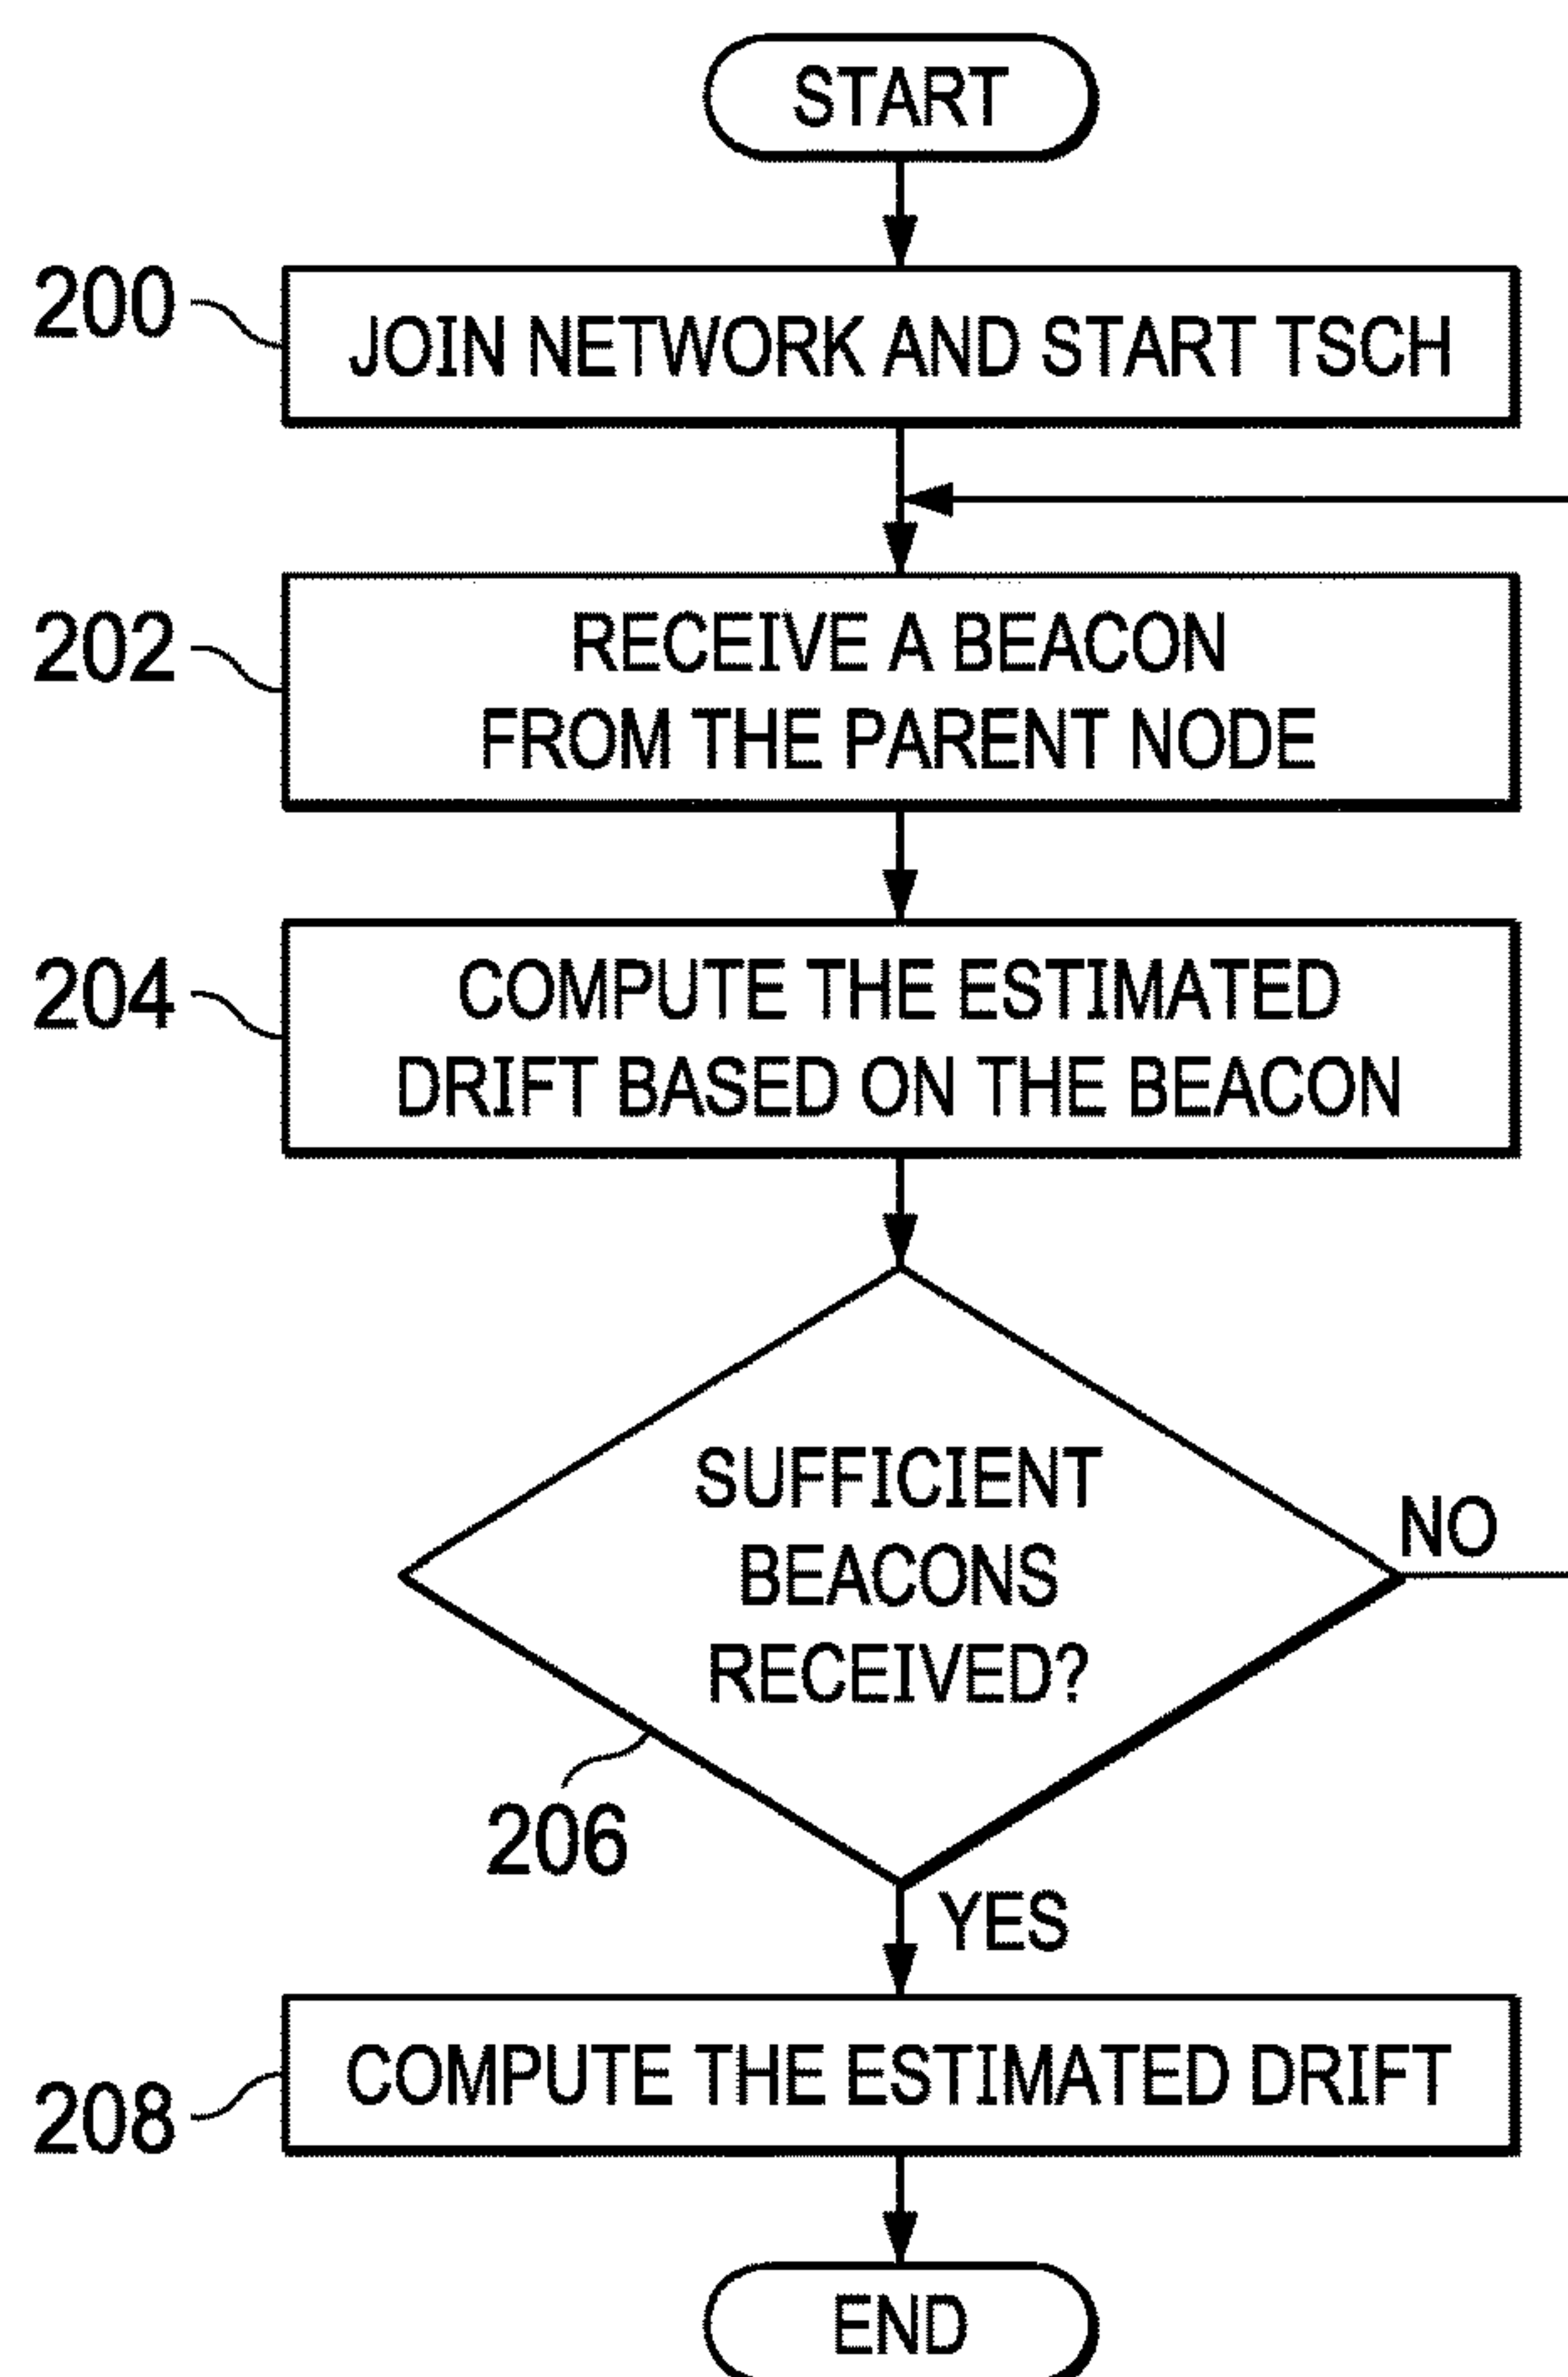 START
200
JOIN NETWORK AND START TSCH
202
RECEIVE A BEACON
FROM THE PARENT NODE
204
COMPUTE THE ESTIMATED
DRIFT BASED ON THE BEACON
SUFFICIENT
BEACONS
RECEIVED?
NO
206
YES
208
COMPUTE THE ESTIMATED DRIFT
END